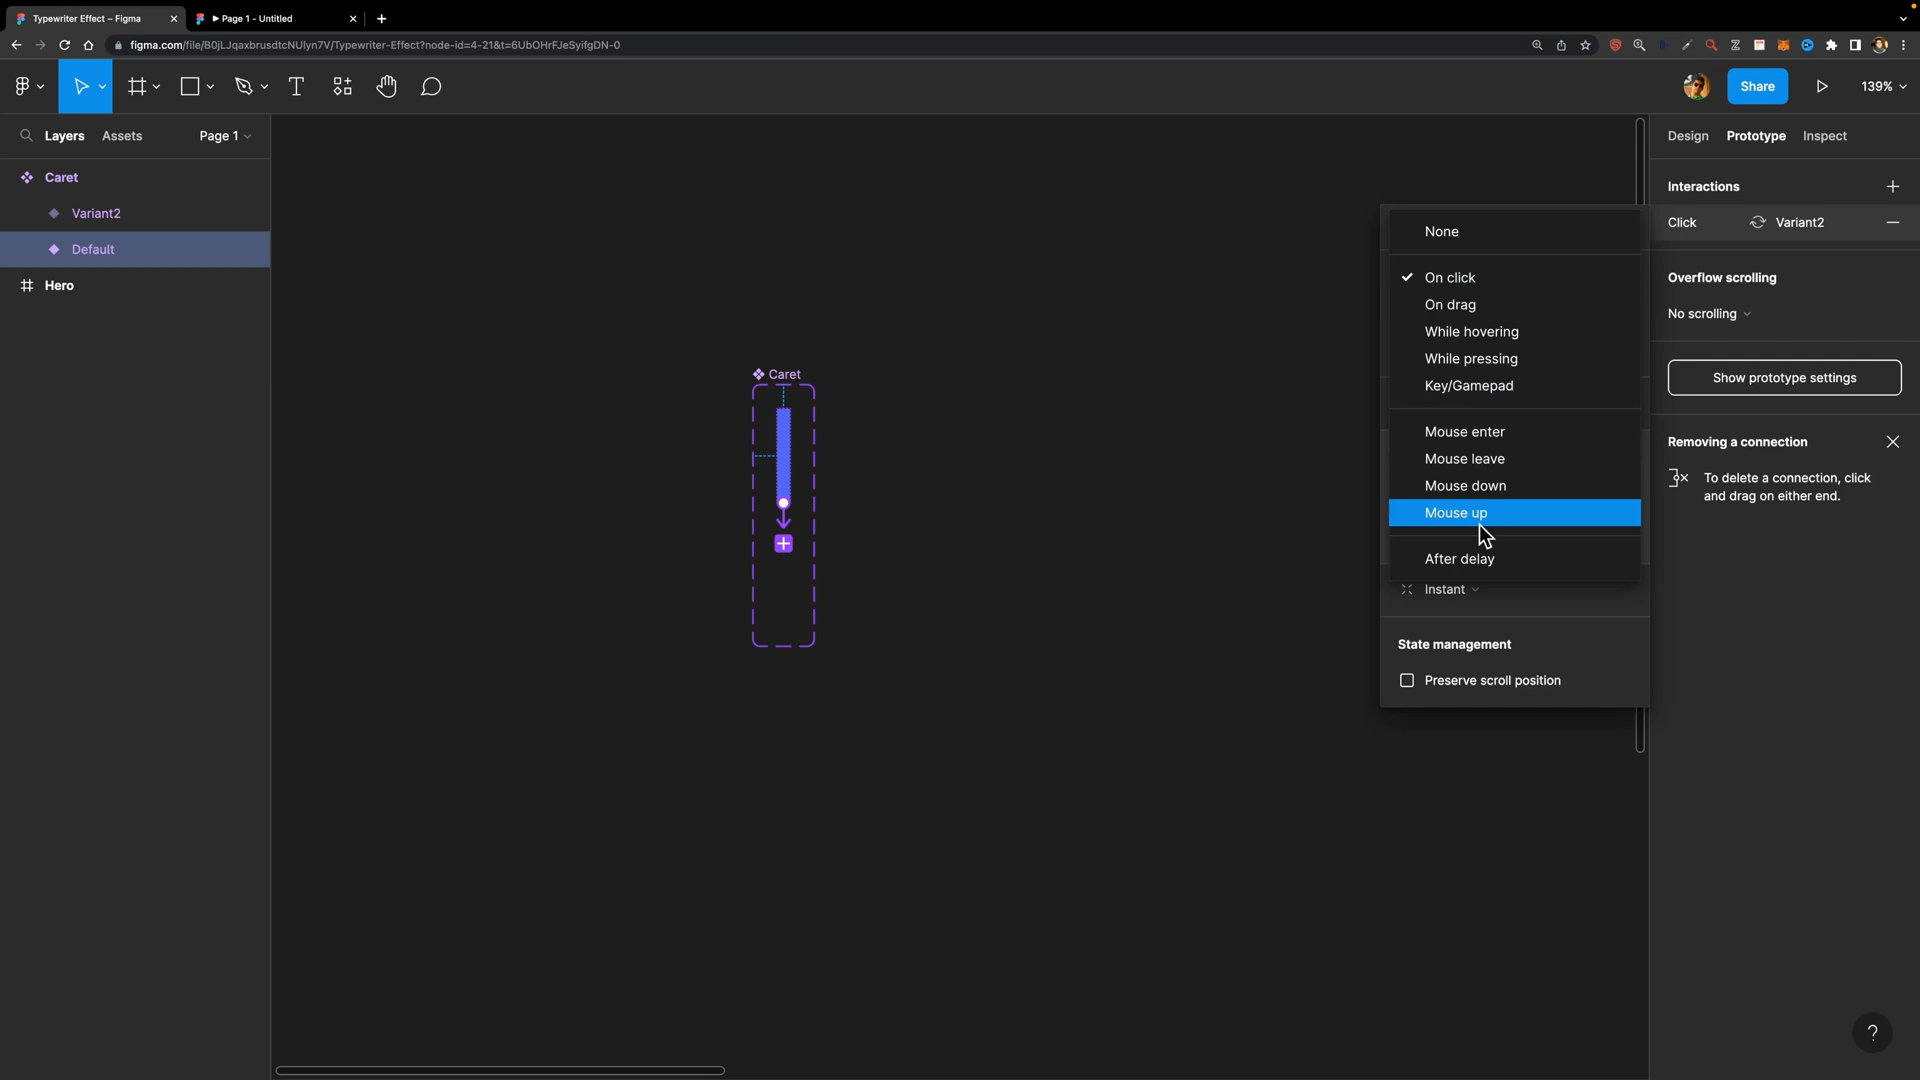 Typewriter Effect – Figma
Page 1 - Untitled
figma.com/file/B0jLJqaxbrusdtcNUlyn7V/Typewriter-Effect?node-id=4-21&t=6UbOHrFJeSyifgDN-0
Share
139%
Layers
Assets
Page 1
Caret
Variant2
Default
Hero
Caret
None
On click
On drag
While hovering
While pressing
Key/Gamepad
Mouse enter
Mouse leave
Mouse down
Mouse up
After delay
Instant
State management
Preserve scroll position
Design
Prototype
Inspect
Interactions
Click
Variant2
Overflow scrolling
No scrolling
Show prototype settings
Removing a connection
To delete a connection, click
and drag on either end.
?